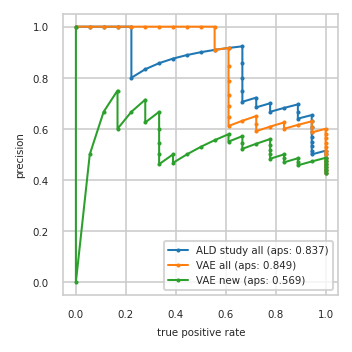 1.0
0.8
0.6
0.4
0.2
0.0
precision
0.0 0.2 0.4 0.6 0.8 1.0
true positive rate
ALD study all (aps: 0.837)
VAE all (aps: 0.849)
VAE new (aps: 0.569)